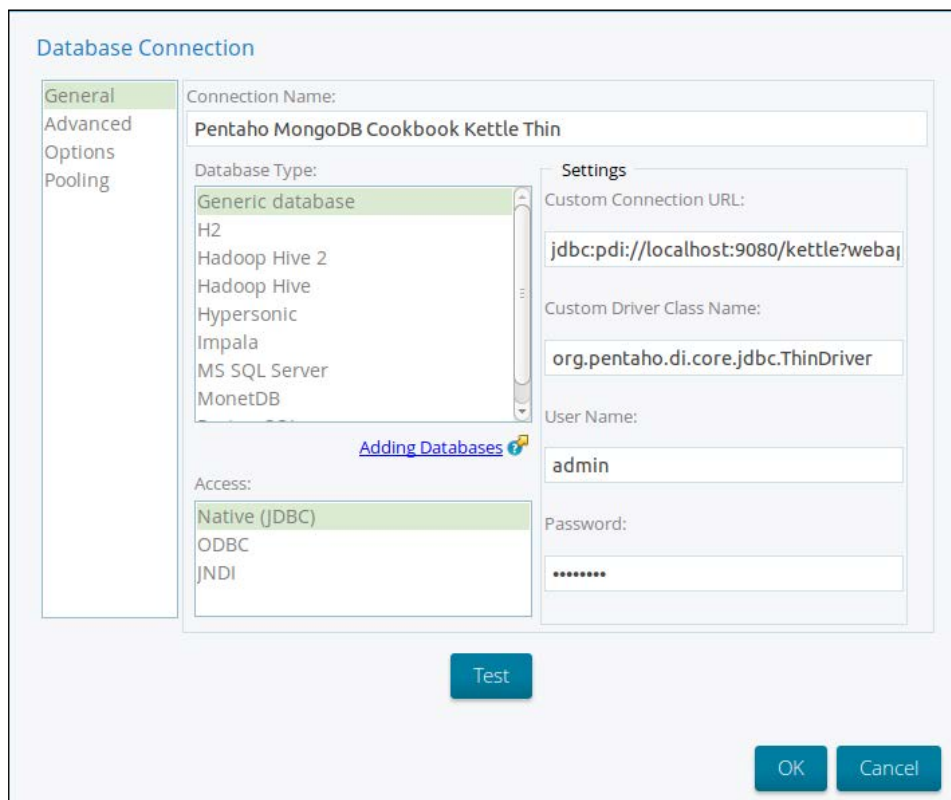 Database Connection
General
Advanced
Options
Pooling
Connection Name:
Pentaho MongoDB Cookbook Kettle Thin
Database Type:
Generic database
H2
Hadoop Hive 2
Hadoop Hive
Hypersonic
Impala
MS SQL Server
MonetDB
Adding Databases
Access:
Native (JDBC)
ODBC
JNDI
Settings
Custom Connection URL:
jdbc:pdi://localhost:9080/kettle?webap
Custom Driver Class Name:
org.pentaho.di.core.jdbc.ThinDriver
User Name:
admin
Password:
••••••••
Test
OK
Cancel